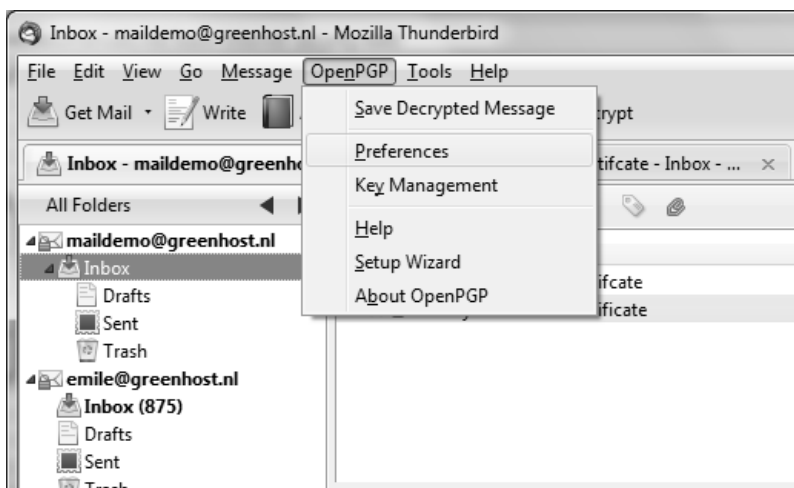 Inbox - maildemo@greenhost.nl - Mozilla Thunderbird
File Edit View Go Message OpenPGP Tools Help
Get Mail Write
Save Decrypted Message
rypt
Inbox - maildemo@greenh
Preferences
tifcate - Inbox - ...
Key Management
All Folders
Help
maildemo@greenhost.nl
Setup Wizard
Inbox
ifcate
About OpenPGP
Drafts
ificate
Sent
Trash
emile@greenhost.nl
Inbox (875)
Drafts
Sent
Trash